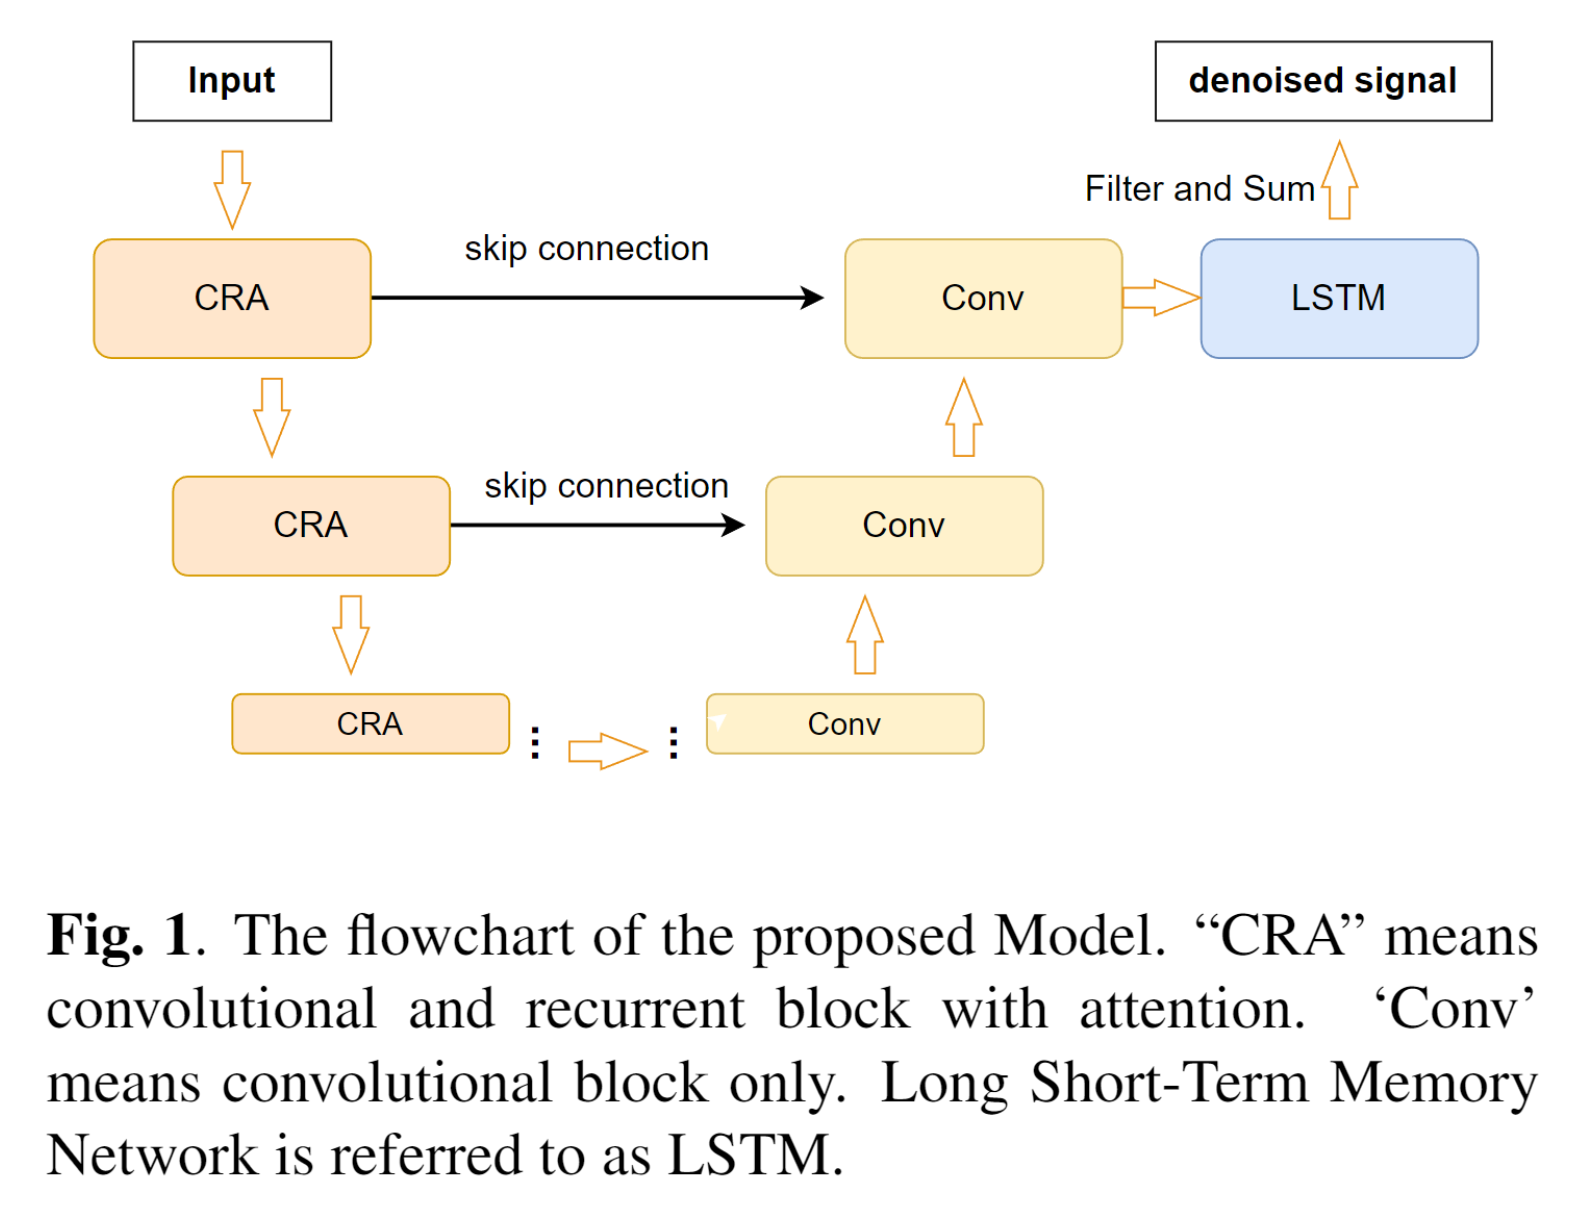 Input
denoised signal
Filter and Sum
skip connection
CRA
Conv
LSTM
skip connection
CRA
Conv
CRA
Conv
Fig. 1. The flowchart of the proposed Model. “CRA” means
convolutional and recurrent block with attention. ‘Conv’
means convolutional block only. Long Short-Term Memory
Network is referred to as LSTM.